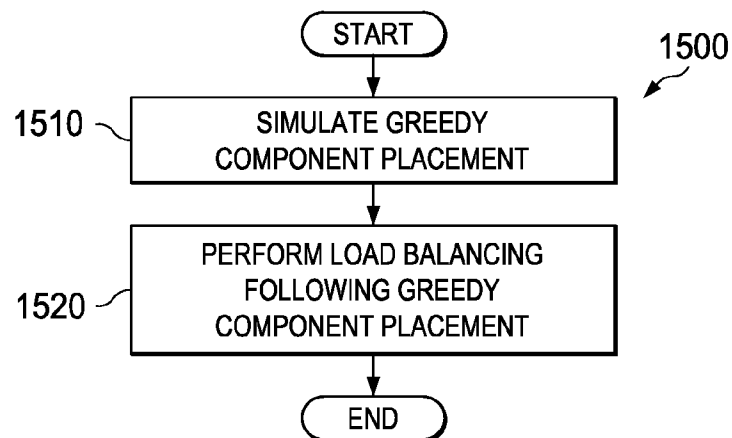 START
1500
1510
SIMULATE GREEDY
COMPONENT PLACEMENT
PERFORM LOAD BALANCING
FOLLOWING GREEDY
1520
COMPONENT PLACEMENT
END